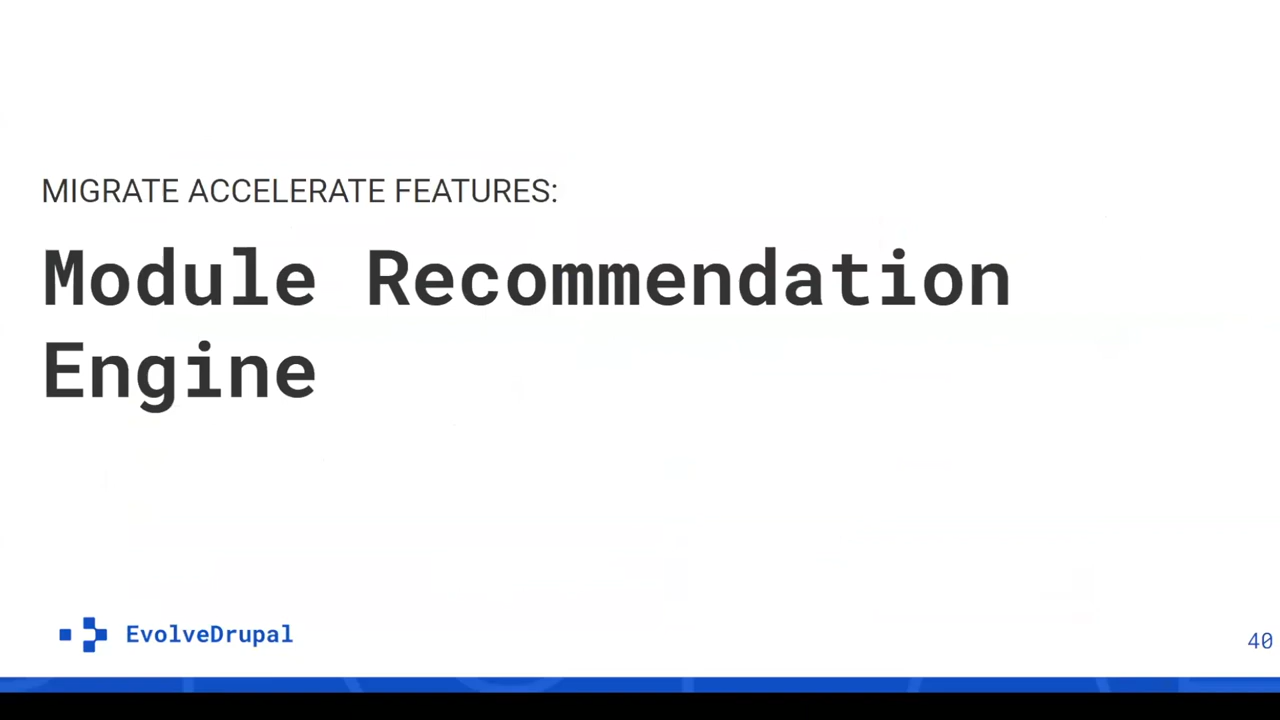 MIGRATE ACCELERATE FEATURES:
Module Recommendation
Engine
EvolveDrupal
40